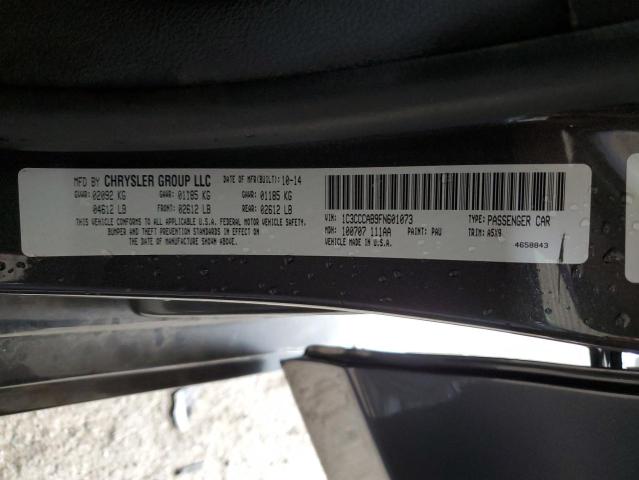 MFD BY CHRYSLER GROUP LLC DATE OF MFR(BUILT): 10-14
GVWR: 02092 KG GAWR: 01185 KG GAWR: 01185 KG
04612 LB FRONT: 02612 LB REAR: 02612 LB
THIS VEHICLE CONFORMS TO ALL APPLICABLE U.S.A. FEDERAL MOTOR VEHICLE SAFETY,
BUMPER AND THEFT PREVENTION STANDARDS IN EFFECT ON THE
DATE OF MANUFACTURE SHOWN ABOVE.
VIN: 1C3CCCAB9FN601073 TYPE: PASSENGER CAR
MDH: 100707 111AA PAINT: PAU TRIM: A5X9
VEHICLE MADE IN U.S.A. 4658843